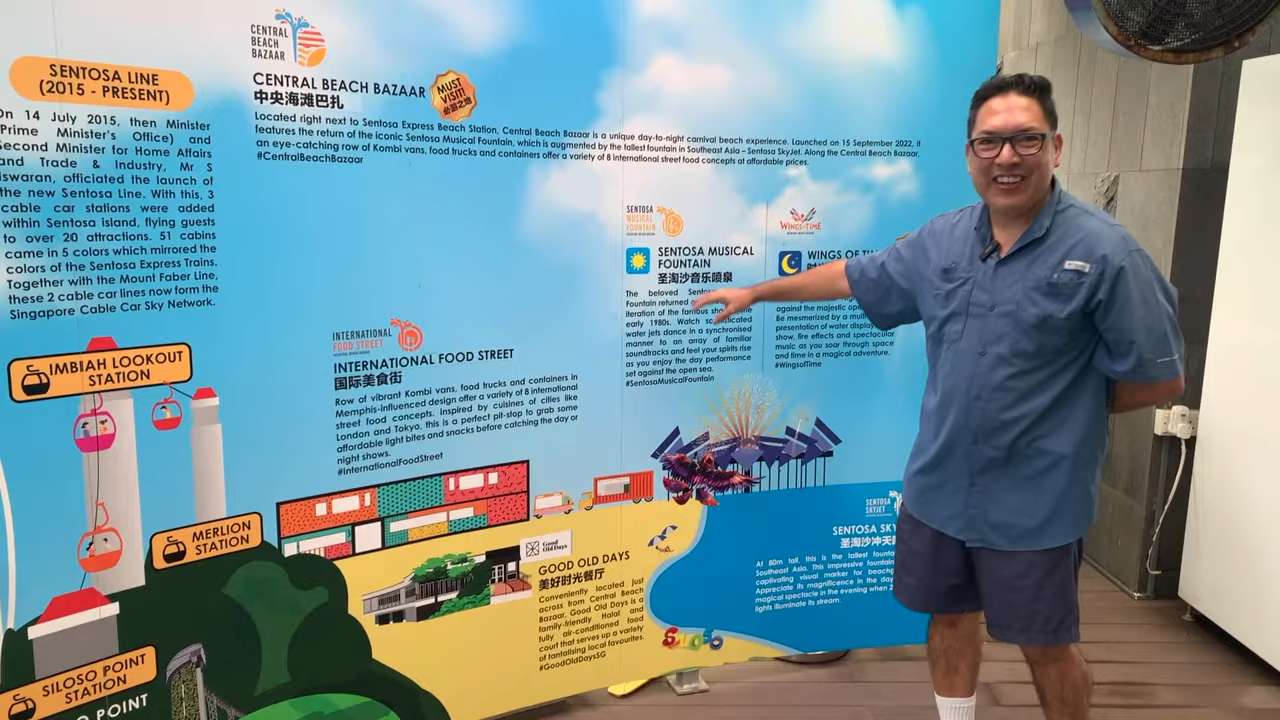 SENTOSA LINE
(2015 - PRESENT)
On 14 July 2015, then Minister
(Prime Minister's Office) and
Second Minister for Home Affairs
and Trade & Industry, Mr S
Iswaran, officiated the launch of
the new Sentosa Line. With this, 3
cable car stations were added
within Sentosa island, flying guests
to over 20 attractions. 51 cabins
came in 5 colors which mirrored the
colors of the Sentosa Express Trains.
Together with the Mount Faber Line,
these 2 cable car lines now form the
Singapore Cable Car Sky Network.
IMBIAH LOOKOUT
STATION
MERLION
STATION
SILOSO POINT
STATION
POINT
CENTRAL
BEACH
BAZAAR
CENTRAL BEACH BAZAAR
中央海滩巴扎
MUST
VISIT!
必游之地
Located right next to Sentosa Express Beach Station, Central Beach Bazaar is a unique day-to-night carnival beach experience. Launched on 15 September 2022, it
features the return of the iconic Sentosa Musical Fountain, which is augmented by the tallest fountain in Southeast Asia – Sentosa SkyJet. Along the Central Beach Bazaar,
an eye-catching row of Kombi vans, food trucks and containers offer a variety of 8 international street food concepts at affordable prices.
#CentralBeachBazaar
INTERNATIONAL
FOOD STREET
INTERNATIONAL FOOD STREET
国际美食街
Row of vibrant Kombi vans, food trucks and containers in
Memphis-influenced design offer a variety of 8 international
street food concepts. Inspired by cuisines of cities like
London and Tokyo, this is a perfect pit-stop to grab some
affordable light bites and snacks before catching the day or
night shows.
#InternationalFoodStreet
SENTOSA
MUSICAL
FOUNTAIN
SENTOSA MUSICAL
FOUNTAIN
圣淘沙音乐喷泉
The beloved Sentosa
Fountain returned
iteration of the famous
early 1980s. Watch sophisticated
water jets dance in a synchronised
manner to an array of familiar
soundtracks and feel your spirits rise
as you enjoy the day performance
set against the open sea.
#SentosaMusicalFountain
WINGS TIME
WINGS OF
against the majestic
Be mesmerized by a
presentation of water
show, fire effects and spectacular
music as you soar through space
and time in a magical adventure.
#WingsofTime
Good
Old Days
GOOD OLD DAYS
美好时光餐厅
Conveniently located just
across from Central Beach
Bazaar, Good Old Days is a
family-friendly Halal and
fully air-conditioned food
court that serves up a variety
of tantalising local favourites.
#GoodOldDaysSG
SENTOSA
SKYJET
SENTOSA
圣淘沙冲天
At 80m tall, this is the tallest
Southeast Asia. This impressive fountain
captivating visual marker for
Appreciate its magnificence in the day
magical spectacle in the evening when
lights illuminate its stream.
Sentosa